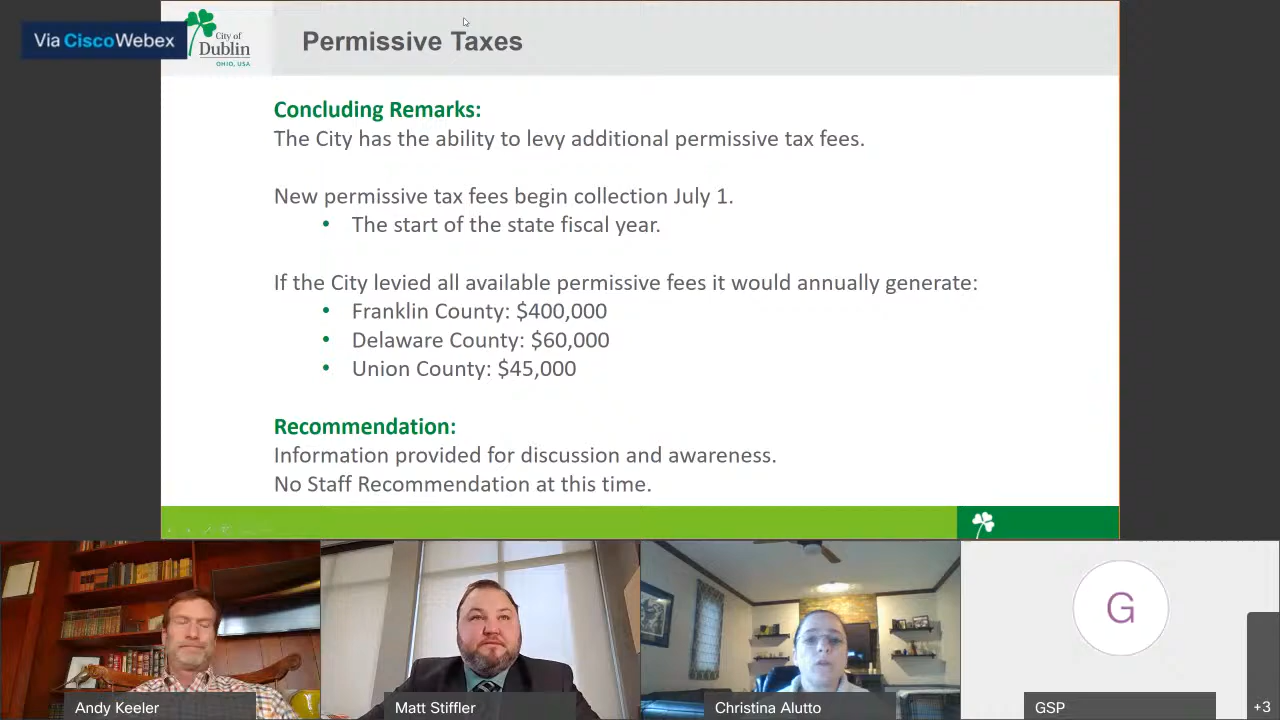 Via Cisco Webex
City of
Dublin
OHIO, USA
Permissive Taxes
Concluding Remarks:
The City has the ability to levy additional permissive tax fees.
New permissive tax fees begin collection July 1.
• The start of the state fiscal year.
If the City levied all available permissive fees it would annually generate:
• Franklin County: $400,000
• Delaware County: $60,000
• Union County: $45,000
Recommendation:
Information provided for discussion and awareness.
No Staff Recommendation at this time.
G
Andy Keeler
Matt Stiffler
Christina Alutto
GSP
+3